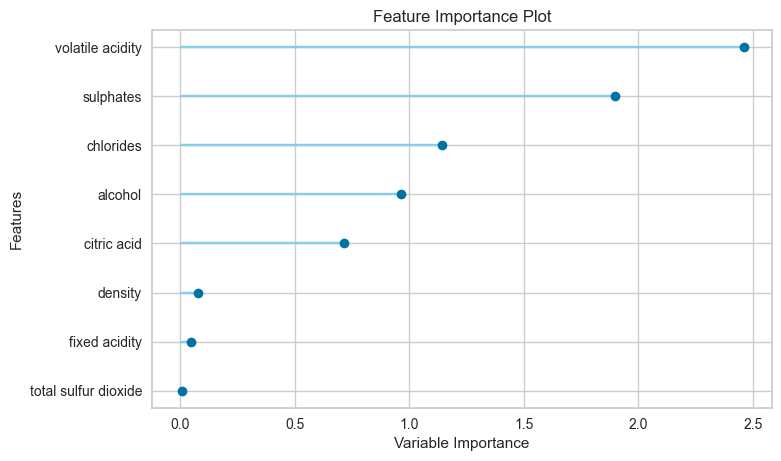 Feature Importance Plot
volatile acidity
sulphates
chlorides
alcohol
citric acid
density
fixed acidity
total sulfur dioxide
Features
0.0 0.5 1.0 1.5 2.0 2.5
Variable Importance